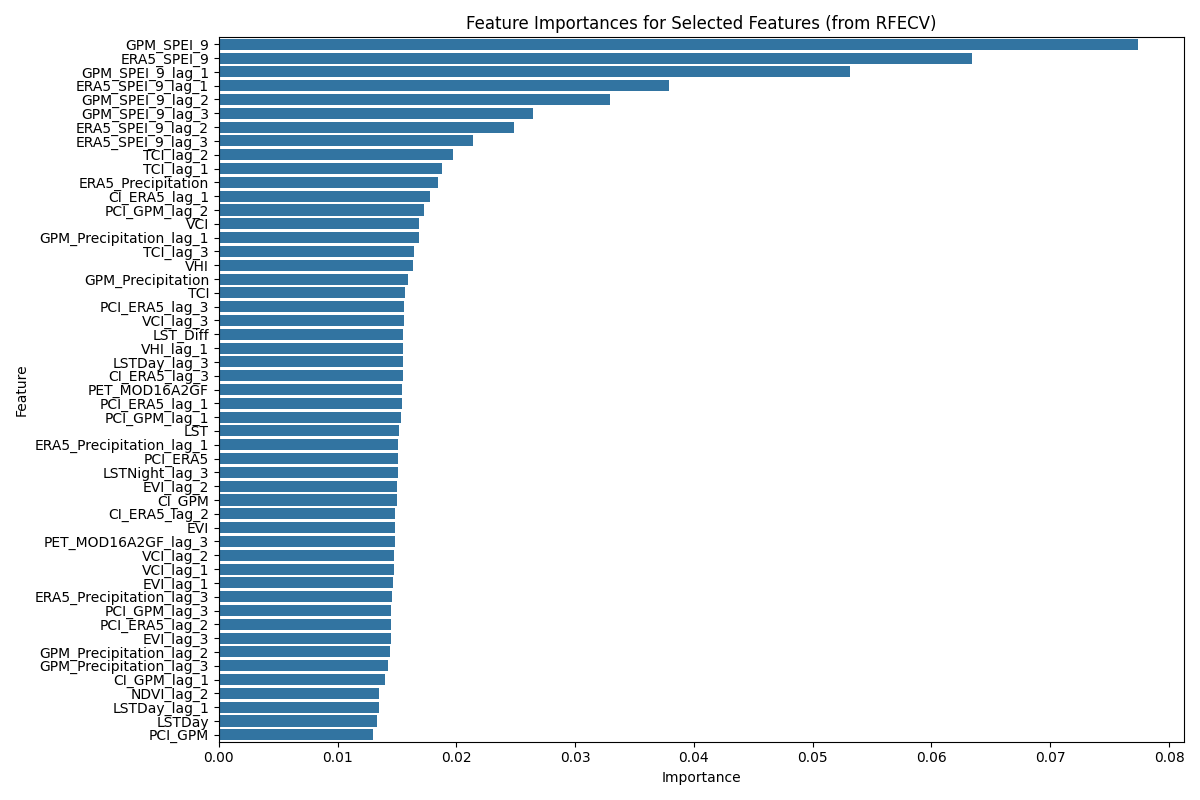 Feature Importances for Selected Features (from RFECV)
GPM_SPEI_9
ERA5_SPEI_9
GPM_SPEI_9_lag_1
ERA5_SPEI_9_lag_1
GPM_SPEI_9_lag_2
GPM_SPEI_9_lag_3
ERA5_SPEI_9_lag_2
ERA5_SPEI_9_lag_3
TCI_lag_2
TCI_lag_1
ERA5_Precipitation
CI_ERA5_lag_1
PCI_GPM_lag_2
VCI
GPM_Precipitation_lag_1
TCI_lag_3
VHI
GPM_Precipitation
TCI
PCI_ERA5_lag_3
VCI_lag_3
LST_Diff
VHI_lag_1
LSTDay_lag_3
CI_ERA5_lag_3
PET_MOD16A2GF
PCI_ERA5_lag_1
PCI_GPM_lag_1
LST
ERA5_Precipitation_lag_1
PCI_ERA5
LSTNight_lag_3
EVI_lag_2
CI_GPM
CI_ERA5_lag_2
EVI
PET_MOD16A2GF_lag_3
VCI_lag_2
VCI_lag_1
EVI_lag_1
ERA5_Precipitation_lag_3
PCI_GPM_lag_3
PCI_ERA5_lag_2
EVI_lag_3
GPM_Precipitation_lag_2
GPM_Precipitation_lag_3
CI_GPM_lag_1
NDVI_lag_2
LSTDay_lag_1
LSTDay
PCI_GPM
Feature
0.00 0.01 0.02 0.03 0.04 0.05 0.06 0.07 0.08
Importance